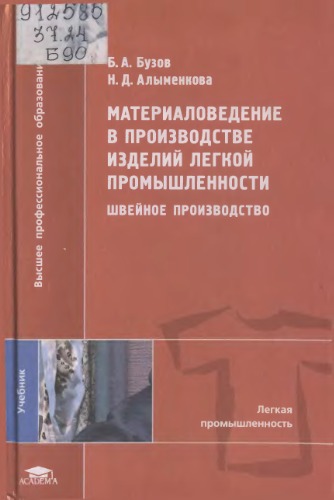 912586
37.24
Б90
Б. А. Бузов
Н. Д. Алыменкова
МАТЕРИАЛОВЕДЕНИЕ
В ПРОИЗВОДСТВЕ
ИЗДЕЛИЙ ЛЕГКОЙ
ПРОМЫШЛЕННОСТИ
ШВЕЙНОЕ ПРОИЗВОДСТВО
Высшее профессиональное образование
Учебник
Легкая
промышленность
ACADEMA